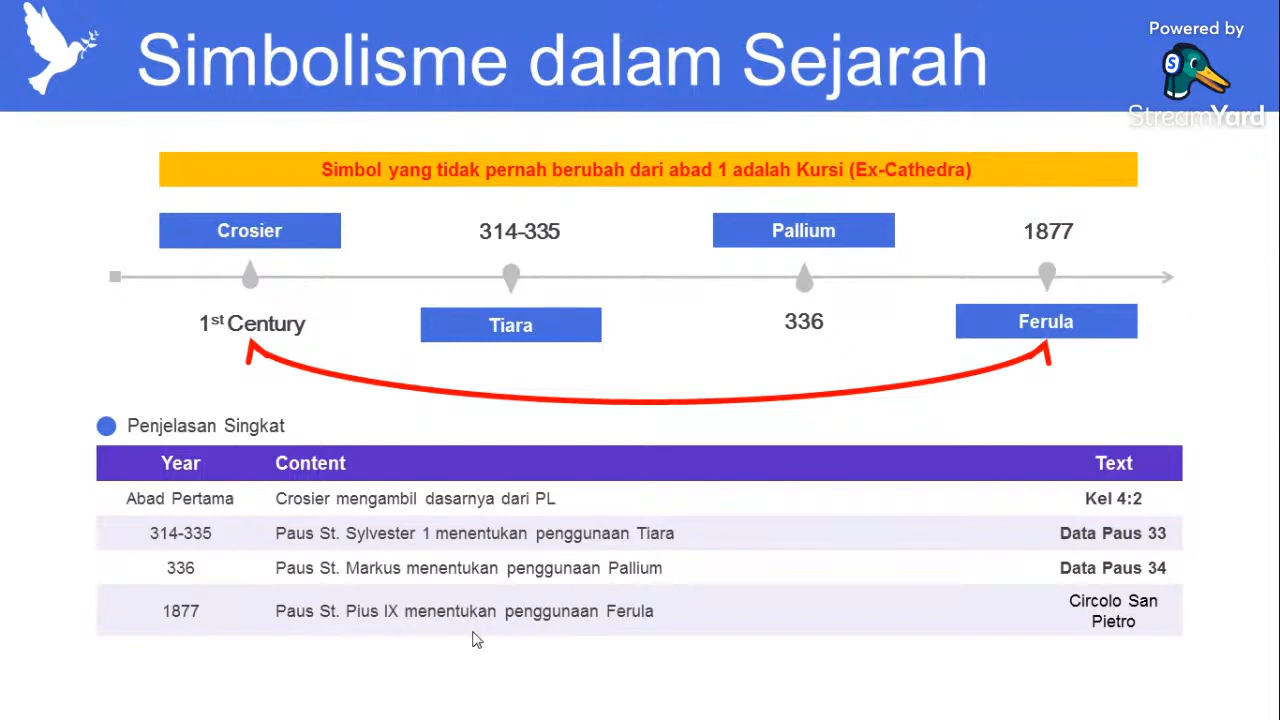 Simbolisme dalam Sejarah
Powered by
S
StreamYard
Simbol yang tidak pernah berubah dari abad 1 adalah Kursi (Ex-Cathedra)
Crosier
314-335
Pallium
1877
1st Century
Tiara
336
Ferula
Penjelasan Singkat
Year Content Text
Abad Pertama Crosier mengambil dasarnya dari PL Kel 4:2
314-335 Paus St. Sylvester 1 menentukan penggunaan Tiara Data Paus 33
336 Paus St. Markus menentukan penggunaan Pallium Data Paus 34
1877 Paus St. Pius IX menentukan penggunaan Ferula Circolo San
Pietro